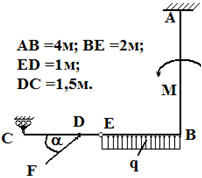 A
AB =4м; BE =2м;
ED =1м;
DC =1,5м.
M
C
α
D
E
B
F
q